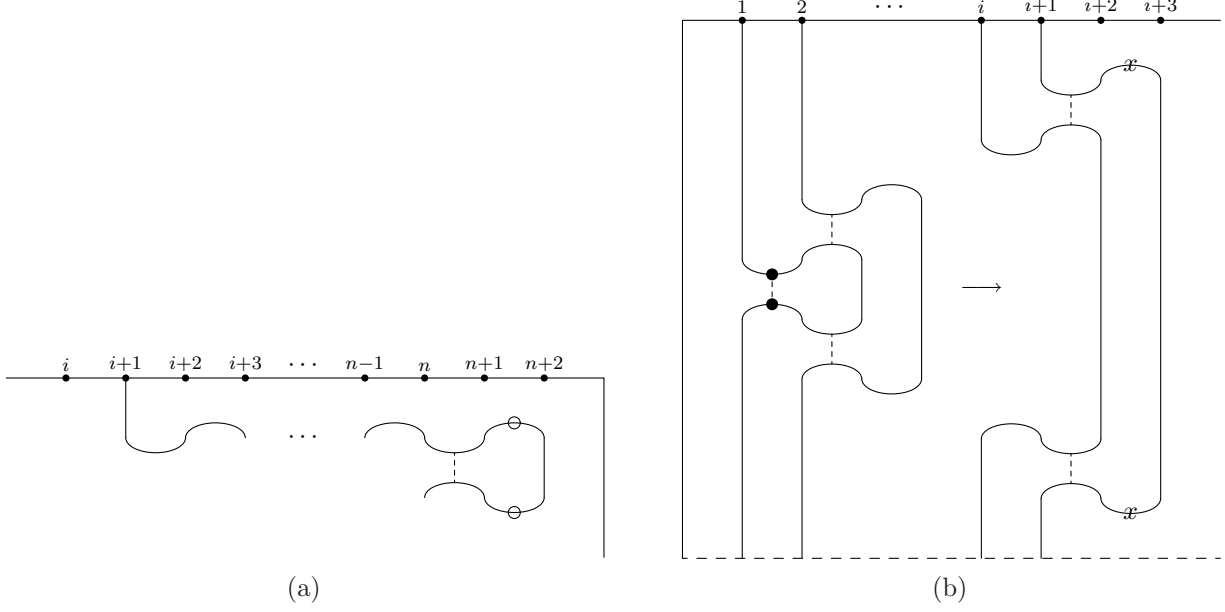 1 2 ··· i i+1 i+2 i+3
x
i i+1 i+2 i+3 ··· n−1 n n+1 n+2
···
x
(a) (b)